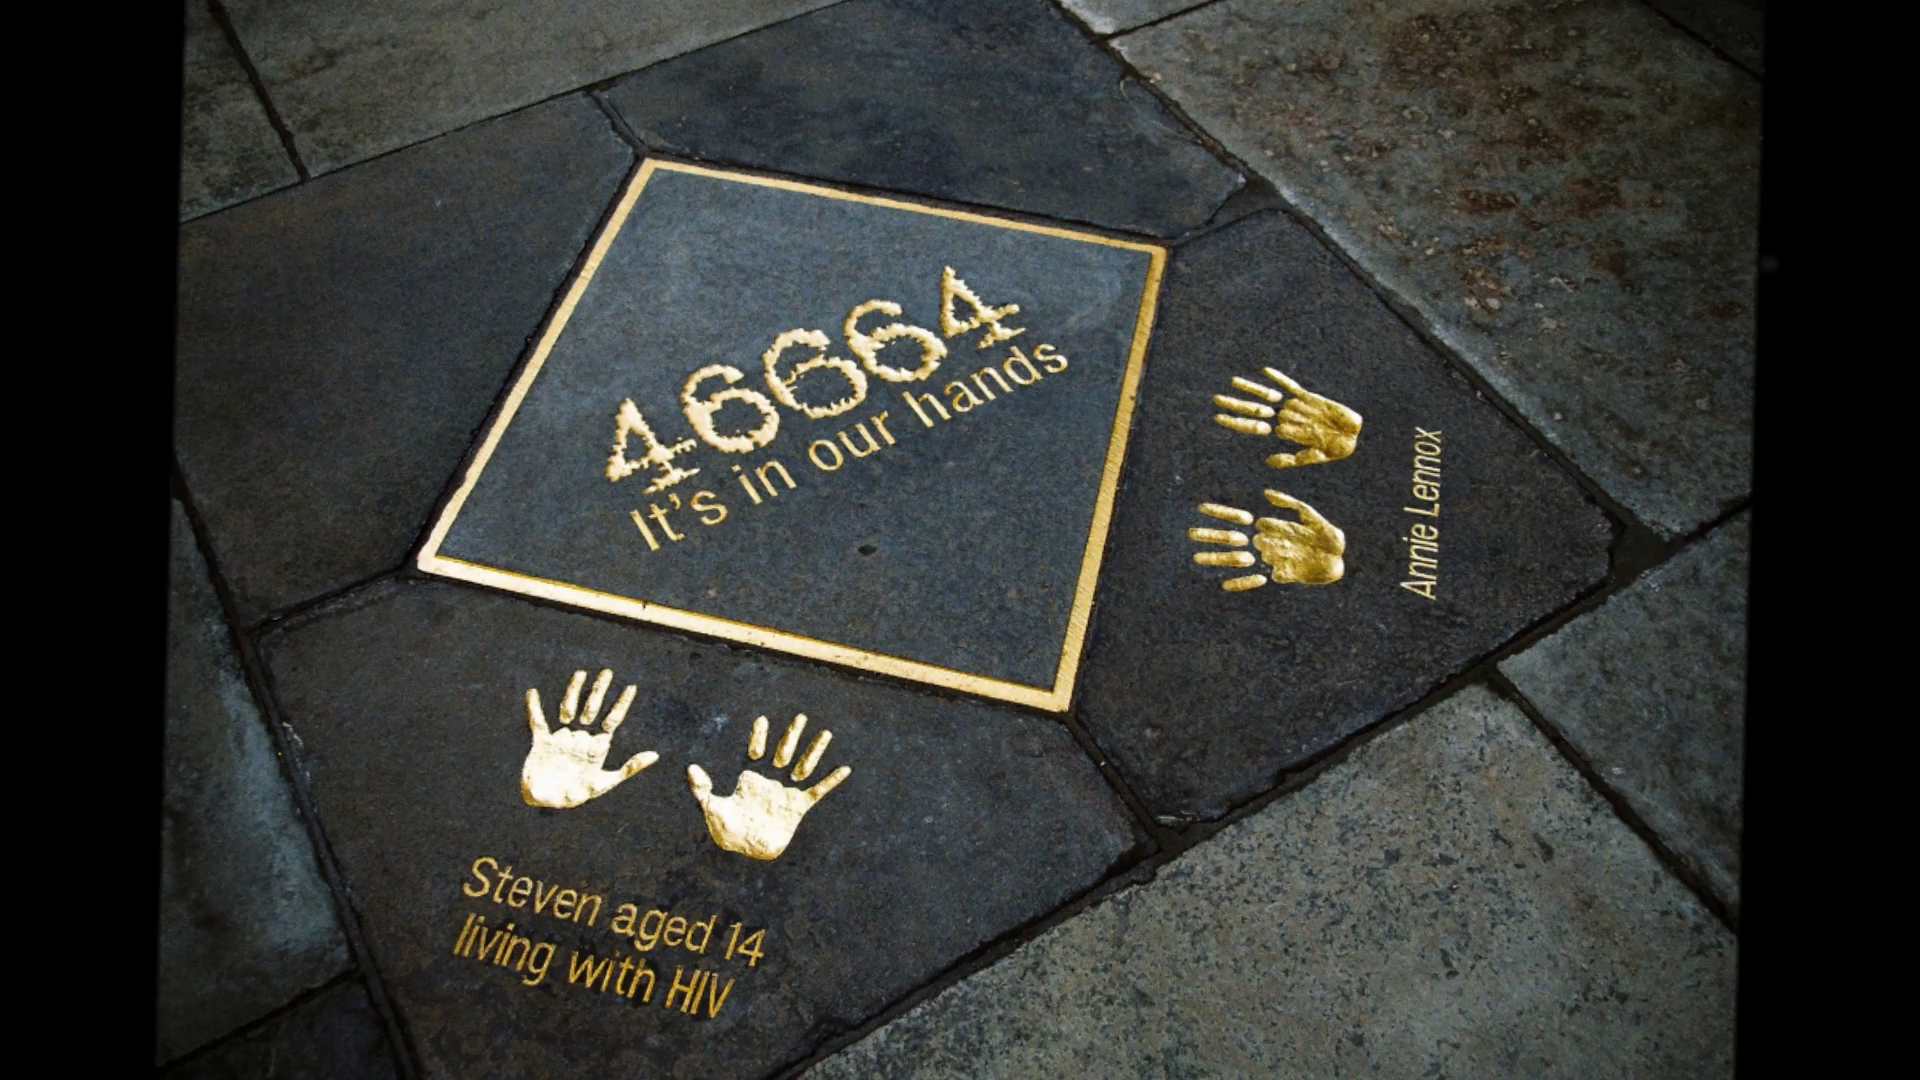 46664
It's in our hands
Annie Lennox
Steven aged 14
living with HIV